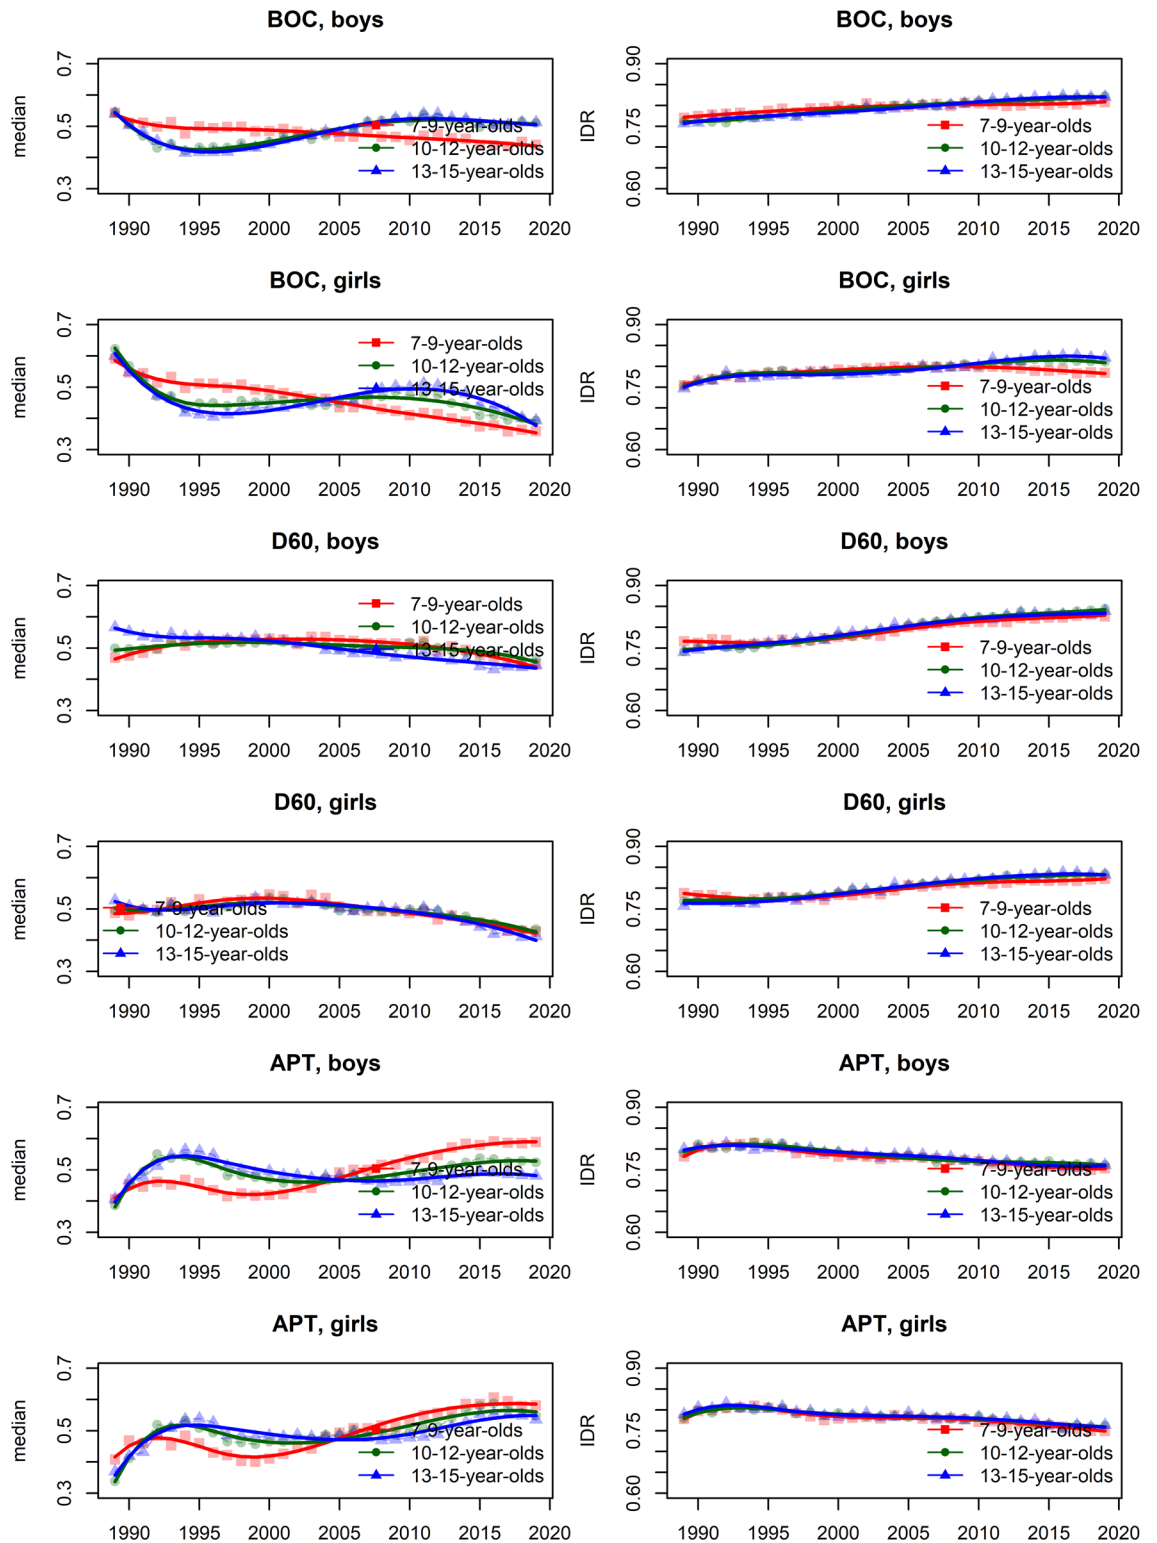 BOC, boys
median
0.3 0.5 0.7
7-9-year-olds
10-12-year-olds
13-15-year-olds
1990 1995 2000 2005 2010 2015 2020
BOC, boys
IDR
0.60 0.75 0.90
7-9-year-olds
10-12-year-olds
13-15-year-olds
1990 1995 2000 2005 2010 2015 2020
BOC, girls
median
0.3 0.5 0.7
7-9-year-olds
10-12-year-olds
13-15-year-olds
1990 1995 2000 2005 2010 2015 2020
BOC, girls
IDR
0.60 0.75 0.90
7-9-year-olds
10-12-year-olds
13-15-year-olds
1990 1995 2000 2005 2010 2015 2020
D60, boys
median
0.3 0.5 0.7
7-9-year-olds
10-12-year-olds
13-15-year-olds
1990 1995 2000 2005 2010 2015 2020
D60, boys
IDR
0.60 0.75 0.90
7-9-year-olds
10-12-year-olds
13-15-year-olds
1990 1995 2000 2005 2010 2015 2020
D60, girls
median
0.3 0.5 0.7
7-9-year-olds
10-12-year-olds
13-15-year-olds
1990 1995 2000 2005 2010 2015 2020
D60, girls
IDR
0.60 0.75 0.90
7-9-year-olds
10-12-year-olds
13-15-year-olds
1990 1995 2000 2005 2010 2015 2020
APT, boys
median
0.3 0.5 0.7
7-9-year-olds
10-12-year-olds
13-15-year-olds
1990 1995 2000 2005 2010 2015 2020
APT, boys
IDR
0.60 0.75 0.90
7-9-year-olds
10-12-year-olds
13-15-year-olds
1990 1995 2000 2005 2010 2015 2020
APT, girls
median
0.3 0.5 0.7
7-9-year-olds
10-12-year-olds
13-15-year-olds
1990 1995 2000 2005 2010 2015 2020
APT, girls
IDR
0.60 0.75 0.90
7-9-year-olds
10-12-year-olds
13-15-year-olds
1990 1995 2000 2005 2010 2015 2020